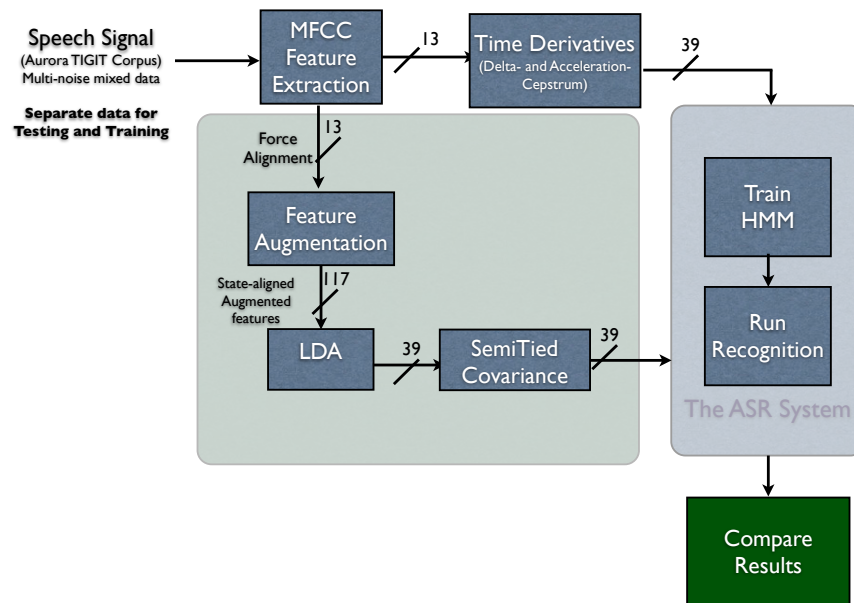 Speech Signal
(Aurora TIGIT Corpus)
Multi-noise mixed data
Separate data for
Testing and Training
MFCC
Feature
Extraction
13
Time Derivatives
(Delta- and Acceleration-
Cepstrum)
39
Force
Alignment
13
Feature
Augmentation
State-aligned
Augmented
features
117
LDA
39
SemiTied
Covariance
39
Train
HMM
Run
Recognition
The ASR System
Compare
Results